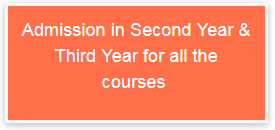 Admission in Second Year &
Third Year for all the
courses